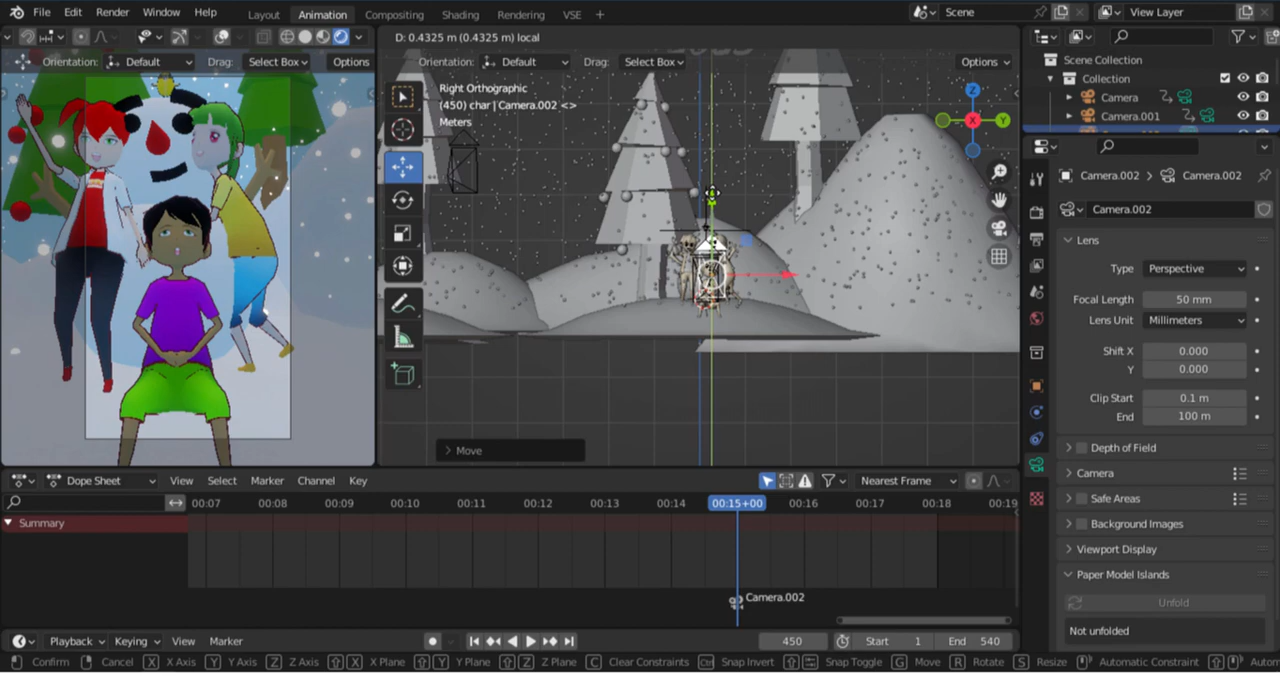 File Edit Render Window Help Layout Animation Compositing Shading Rendering VSE + Scene View Layer
D: 0.4325 m (0.4325 m) local
Orientation: Default Drag: Select Box Options
Orientation: Default Drag: Select Box Options
Right Orthographic
(450) char | Camera.002 <>
Meters
Z
X
Y
Move
Scene Collection
Collection
Camera
Camera.001
Camera.002 > Camera.002
Camera.002
Lens
Type Perspective
Focal Length 50 mm
Lens Unit Millimeters
Shift X 0.000
Y 0.000
Clip Start 0.1 m
End 100 m
Depth of Field
Camera
Safe Areas
Background Images
Viewport Display
Paper Model Islands
Unfold
Not unfolded
Dope Sheet View Select Marker Channel Key Nearest Frame
00:07 00:08 00:09 00:10 00:11 00:12 00:13 00:14 00:15+00 00:16 00:17 00:18 00:19
Summary
Camera.002
Playback Keying View Marker 450 Start 1 End 540
Confirm Cancel X X Axis Y Y Axis Z Z Axis X X Plane Y Y Plane Z Z Plane C Clear Constraints Ctrl Snap Invert Snap Toggle G Move R Rotate S Resize Automatic Constraint Autom